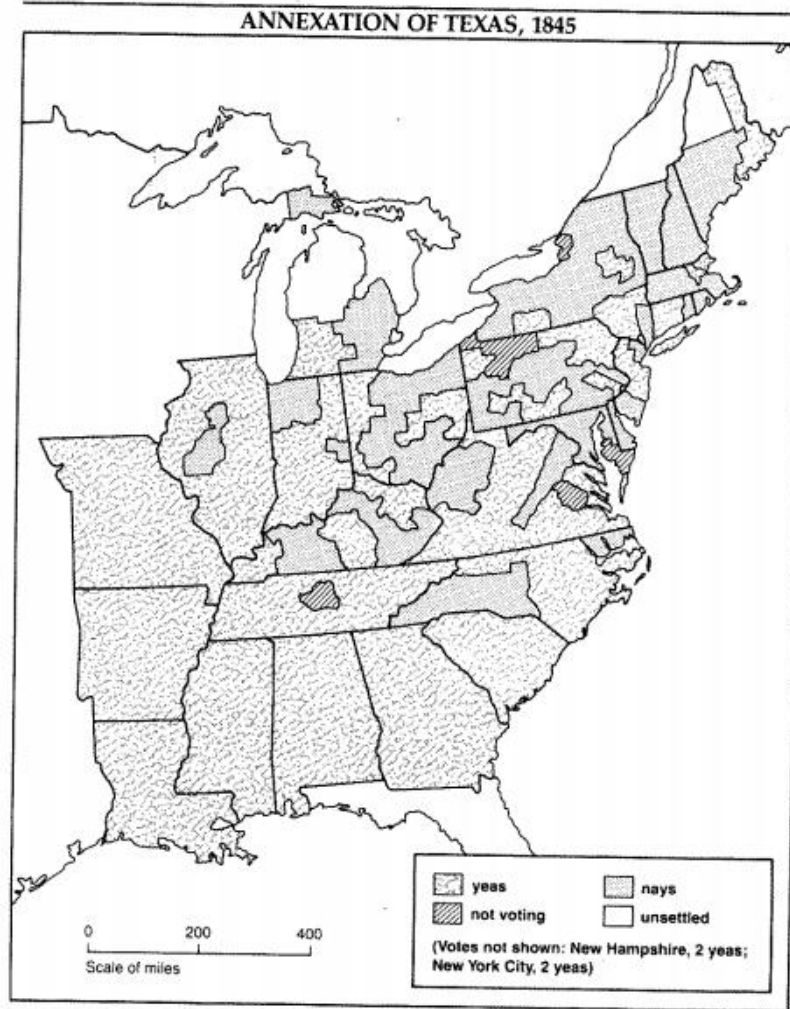 ANNEXATION OF TEXAS, 1845
yeas
nays
not voting
unsettled
(Votes not shown: New Hampshire, 2 yeas;
New York City, 2 yeas)
0 200 400
Scale of miles